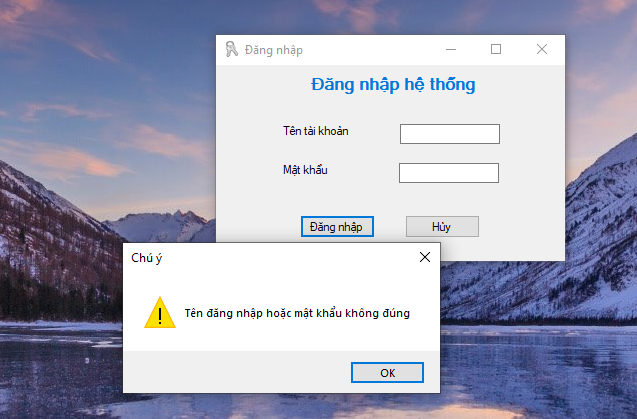 Đăng nhập
Đăng nhập hệ thống
Tên tài khoản
Mật khẩu
Đăng nhập
Hủy
Chú ý
Tên đăng nhập hoặc mật khẩu không đúng
OK